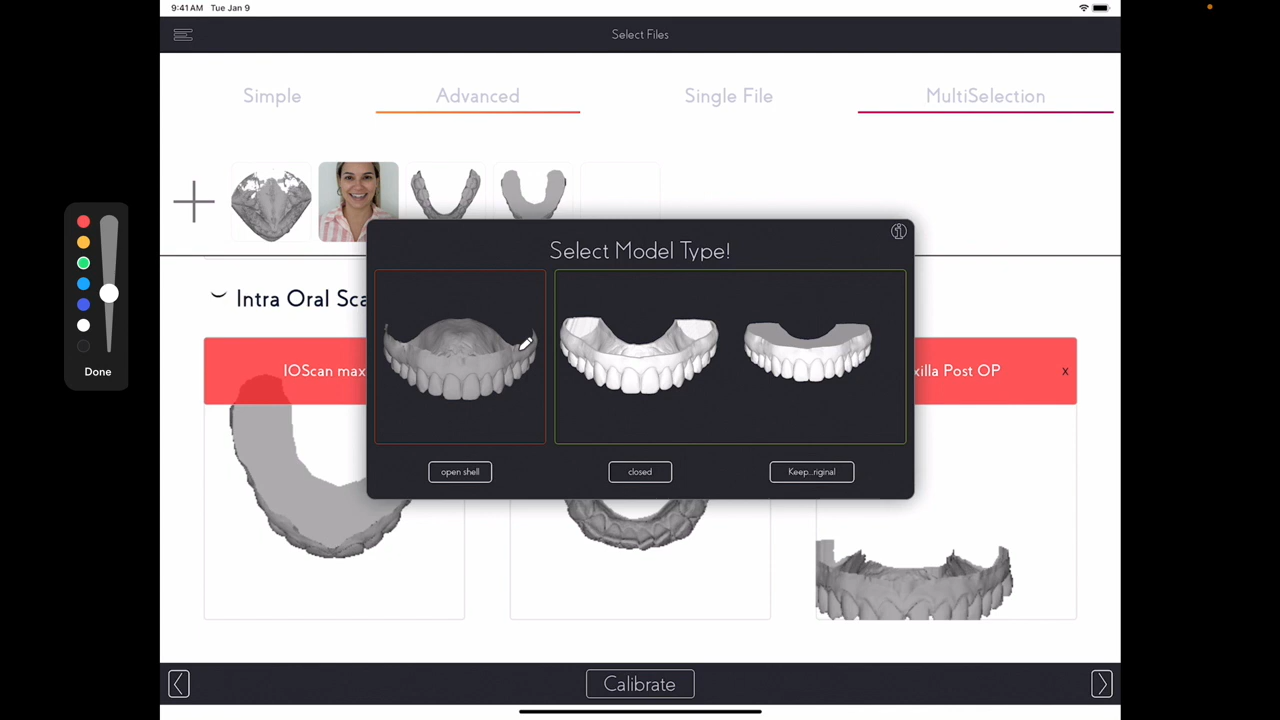 9:41 AM Tue Jan 9
Select Files
Simple
Advanced
Single File
MultiSelection
Select Model Type!
Intra Oral Sca
IOScan max
xilla Post OP
x
open shell
closed
Keep...riginal
Done
Calibrate